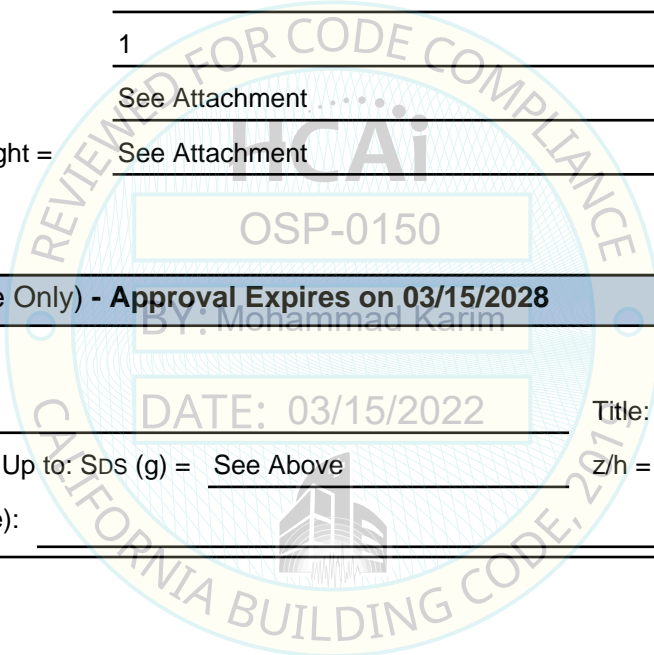 REVIEWED FOR CODE COMPLIANCE
1
See Attachment
ght = See Attachment
HCAi
OSP-0150
e Only) - Approval Expires on 03/15/2028
BY: Mohammad Karim
DATE: 03/15/2022 Title:
Up to: SDS (g) = See Above z/h =
e):
CALIFORNIA BUILDING CODE, 2019